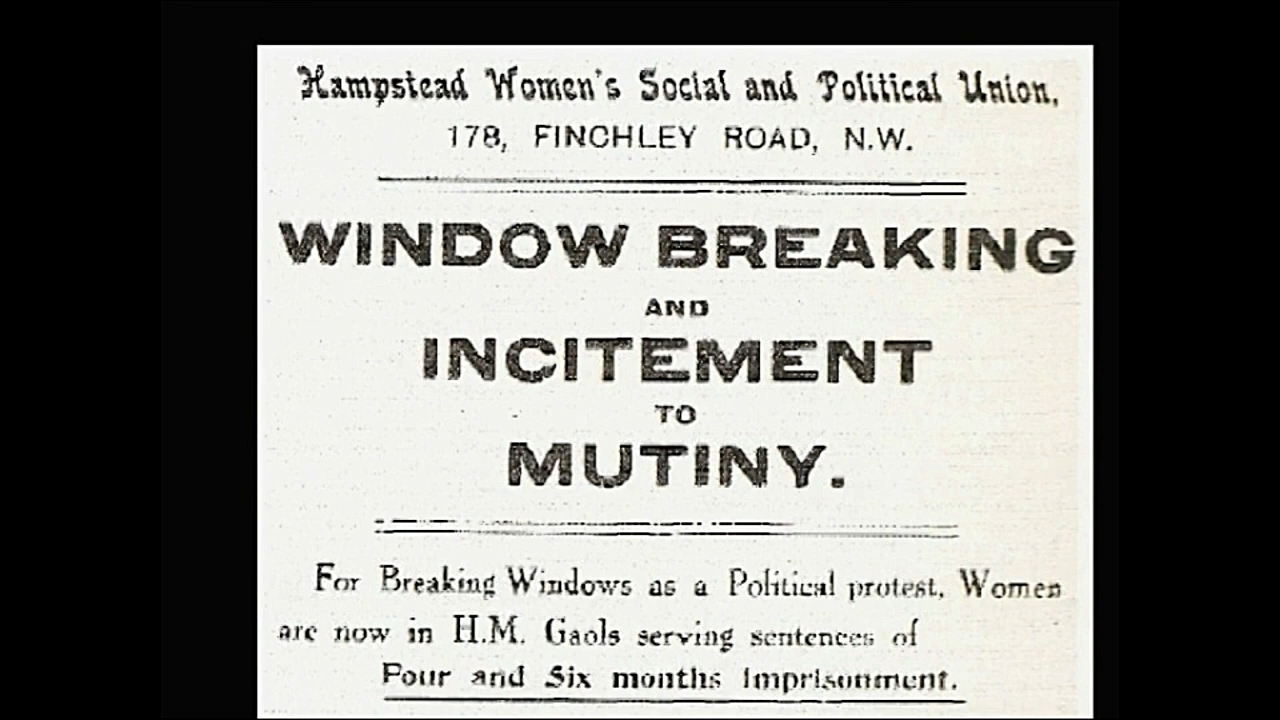 Hampstead Women's Social and Political Union,
178, FINCHLEY ROAD, N.W.
WINDOW BREAKING
AND
INCITEMENT
TO
MUTINY.
For Breaking Windows as a Political protest, Women
are now in H.M. Gaols serving sentences of
Four and Six months Imprisonment.